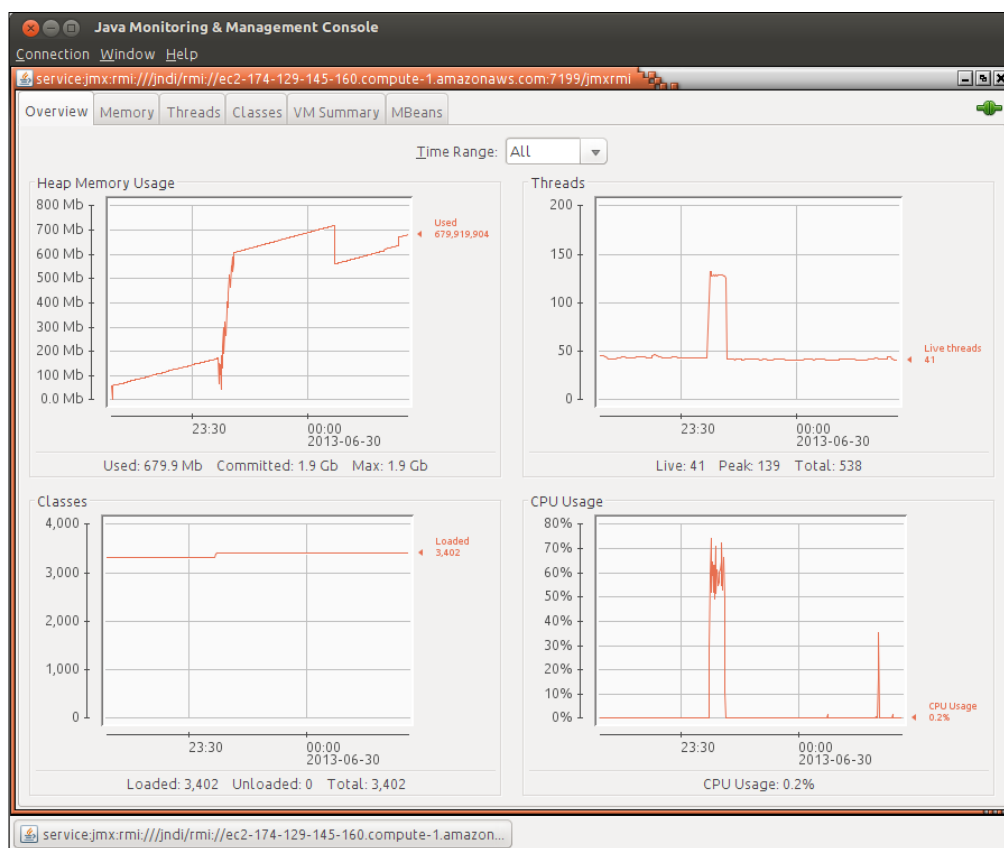 Java Monitoring & Management Console
Connection Window Help
service:jmx:rmi:///jndi/rmi://ec2-174-129-145-160.compute-1.amazonaws.com:7199/jmxrmi
Overview Memory Threads Classes VM Summary MBeans
Time Range: All
Heap Memory Usage
800 Mb
700 Mb
600 Mb
500 Mb
400 Mb
300 Mb
200 Mb
100 Mb
0.0 Mb
Used
679,919,904
23:30 00:00
2013-06-30
Used: 679.9 Mb Committed: 1.9 Gb Max: 1.9 Gb
Threads
200
150
100
50
0
Live threads
41
23:30 00:00
2013-06-30
Live: 41 Peak: 139 Total: 538
Classes
4,000
3,000
2,000
1,000
0
Loaded
3,402
23:30 00:00
2013-06-30
Loaded: 3,402 Unloaded: 0 Total: 3,402
CPU Usage
80%
70%
60%
50%
40%
30%
20%
10%
0%
CPU Usage
0.2%
23:30 00:00
2013-06-30
CPU Usage: 0.2%
service:jmx:rmi:///jndi/rmi://ec2-174-129-145-160.compute-1.amazon...